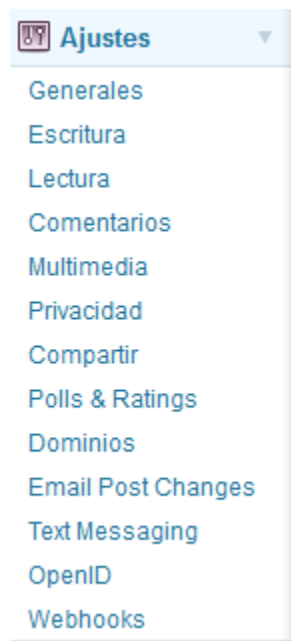 Ajustes
Generales
Escritura
Lectura
Comentarios
Multimedia
Privacidad
Compartir
Polls & Ratings
Dominios
Email Post Changes
Text Messaging
OpenID
Webhooks